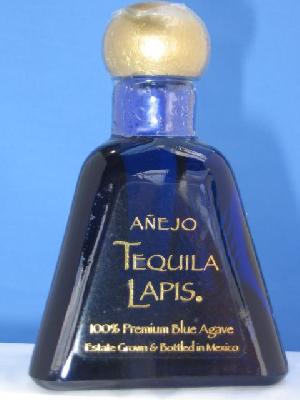 AÑEJO
TEQUILA
LAPIS.
100% Premium Blue Agave
Estate Grown & Bottled in Mexico